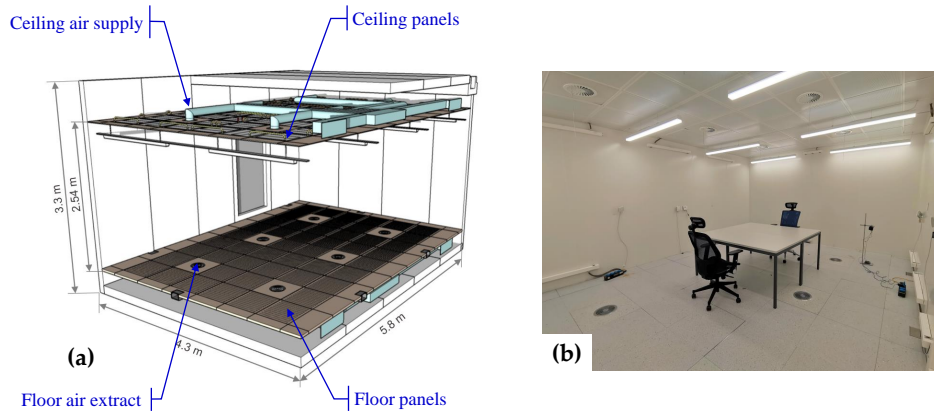 Ceiling air supply
Ceiling panels
3.3 m
2.54 m
4.3 m
5.8 m
(a)
(b)
Floor air extract
Floor panels